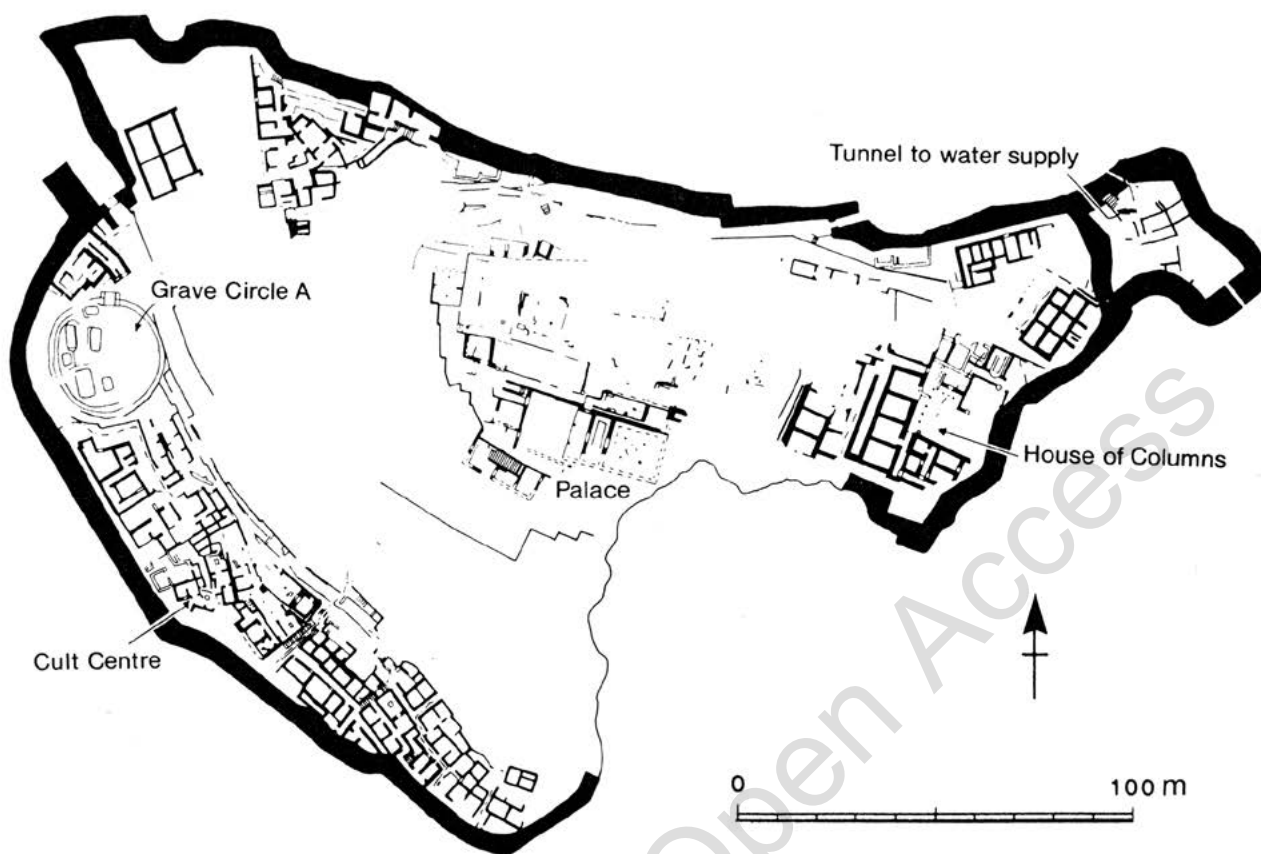 Tunnel to water supply
Grave Circle A
House of Columns
Palace
Cult Centre
0 100 m
Open Access